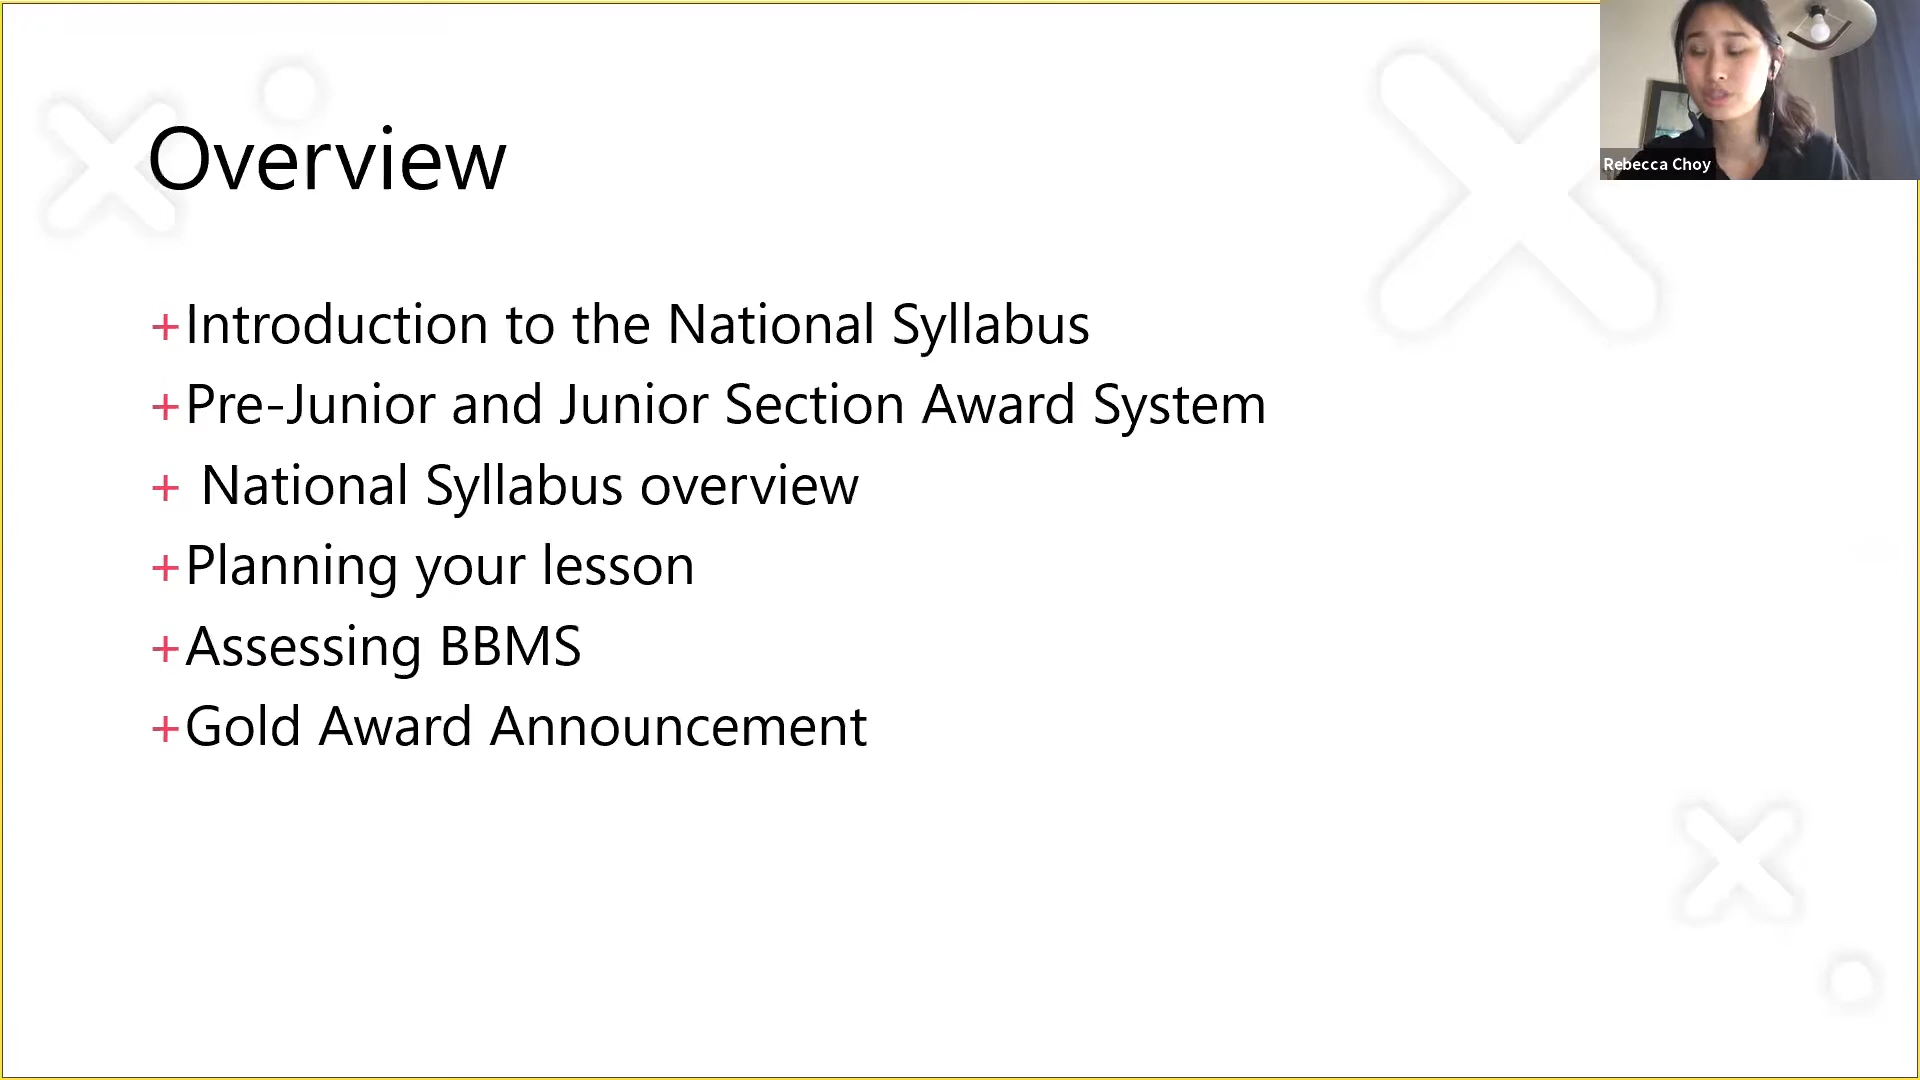 Overview
+Introduction to the National Syllabus
+Pre-Junior and Junior Section Award System
+ National Syllabus overview
+Planning your lesson
+Assessing BBMS
+Gold Award Announcement
Rebecca Choy